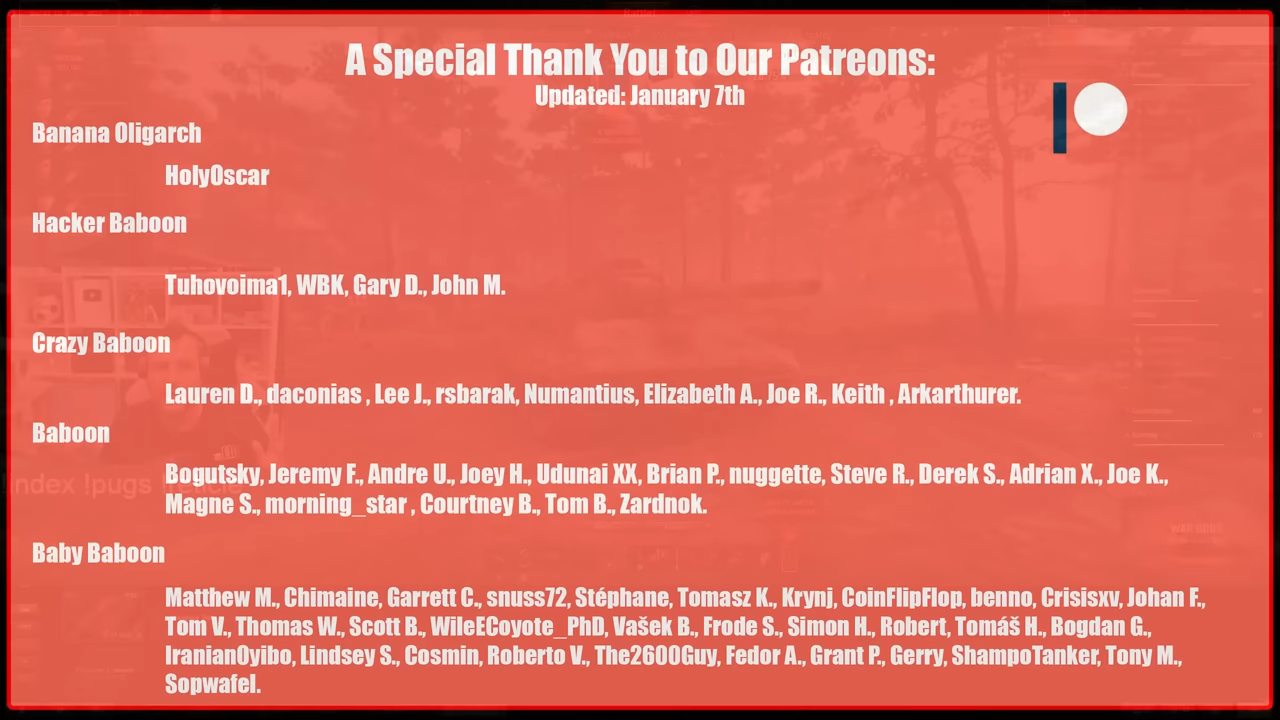 A Special Thank You to Our Patreons:
Updated: January 7th
Banana Oligarch
HolyOscar
Hacker Baboon
Tuhovoima1, WBK, Gary D., John M.
Crazy Baboon
Lauren D., daconias , Lee J., rsbarak, Numantius, Elizabeth A., Joe R., Keith , Arkarthurer.
Baboon
Bogutsky, Jeremy F., Andre U., Joey H., Udunai XX, Brian P., nuggette, Steve R., Derek S., Adrian X., Joe K.,
Magne S., morning_star , Courtney B., Tom B., Zardnok.
index !pugs !reticle
Baby Baboon
Matthew M., Chimaine, Garrett C., snuss72, Stéphane, Tomasz K., Krynj, CoinFlipFlop, benno, Crisisxv, Johan F.,
Tom V., Thomas W., Scott B., WileECoyote_PhD, Vašek B., Frode S., Simon H., Robert, Tomáš H., Bogdan G.,
IranianOyibo, Lindsey S., Cosmin, Roberto V., The2600Guy, Fedor A., Grant P., Gerry, ShampoTanker, Tony M.,
Sopwafel.